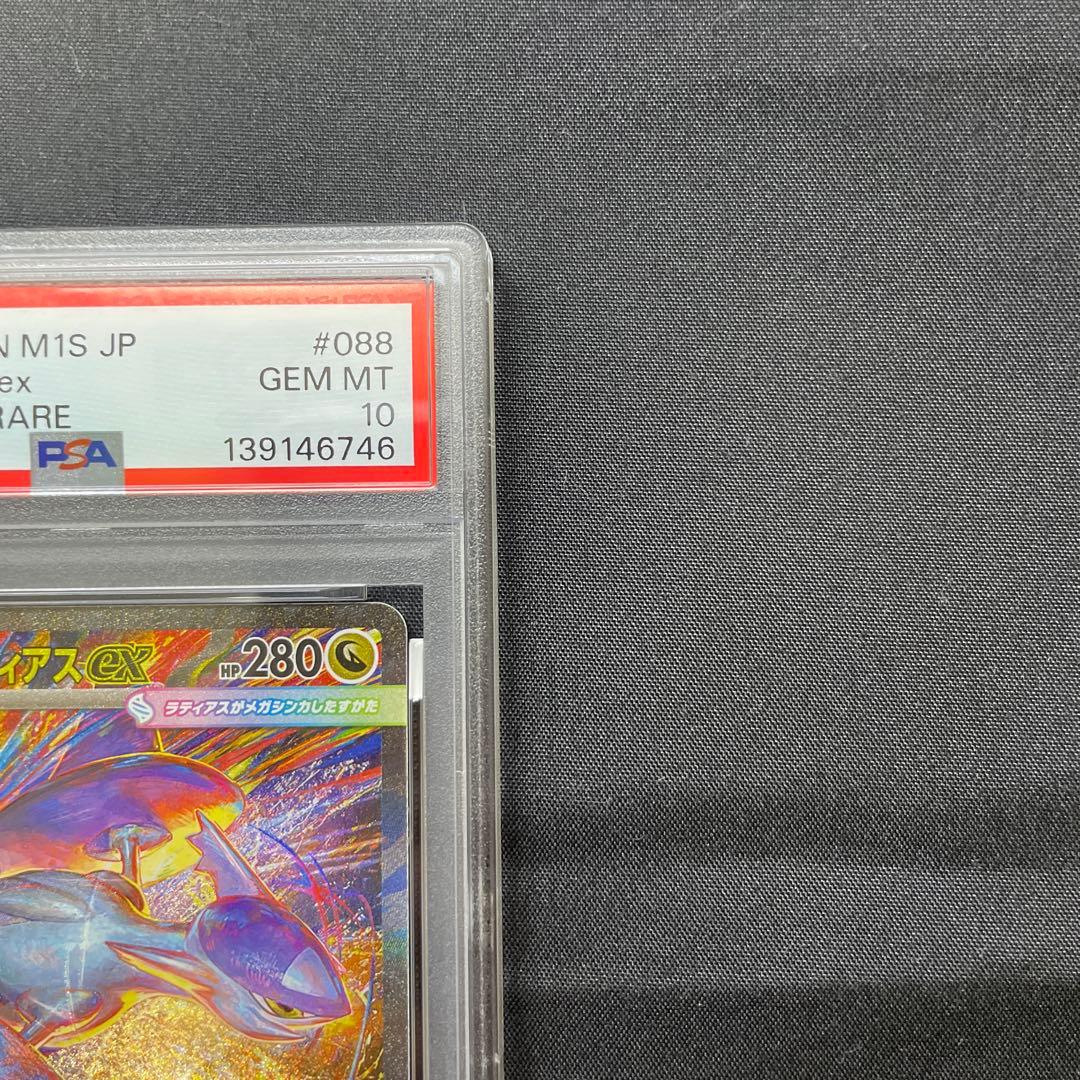 N M1S JP #088
ex GEM MT
RARE 10
PSA 139146746
ィアスex HP280
ラティアスがメガシンカしたすがた